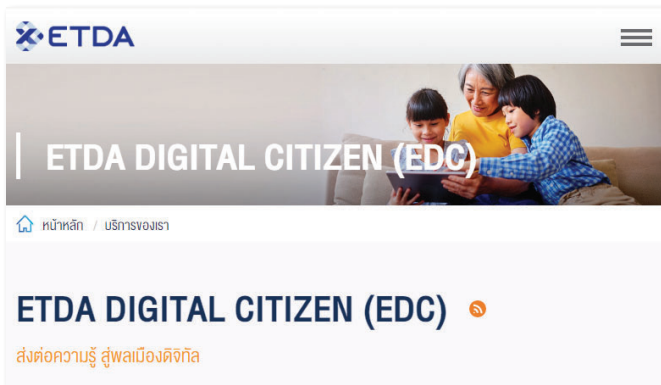 ETDA
ETDA DIGITAL CITIZEN (EDC)
หน้าหลัก / บริการของเรา
ETDA DIGITAL CITIZEN (EDC)
ส่งต่อความรู้ สู่พลเมืองดิจิทัล